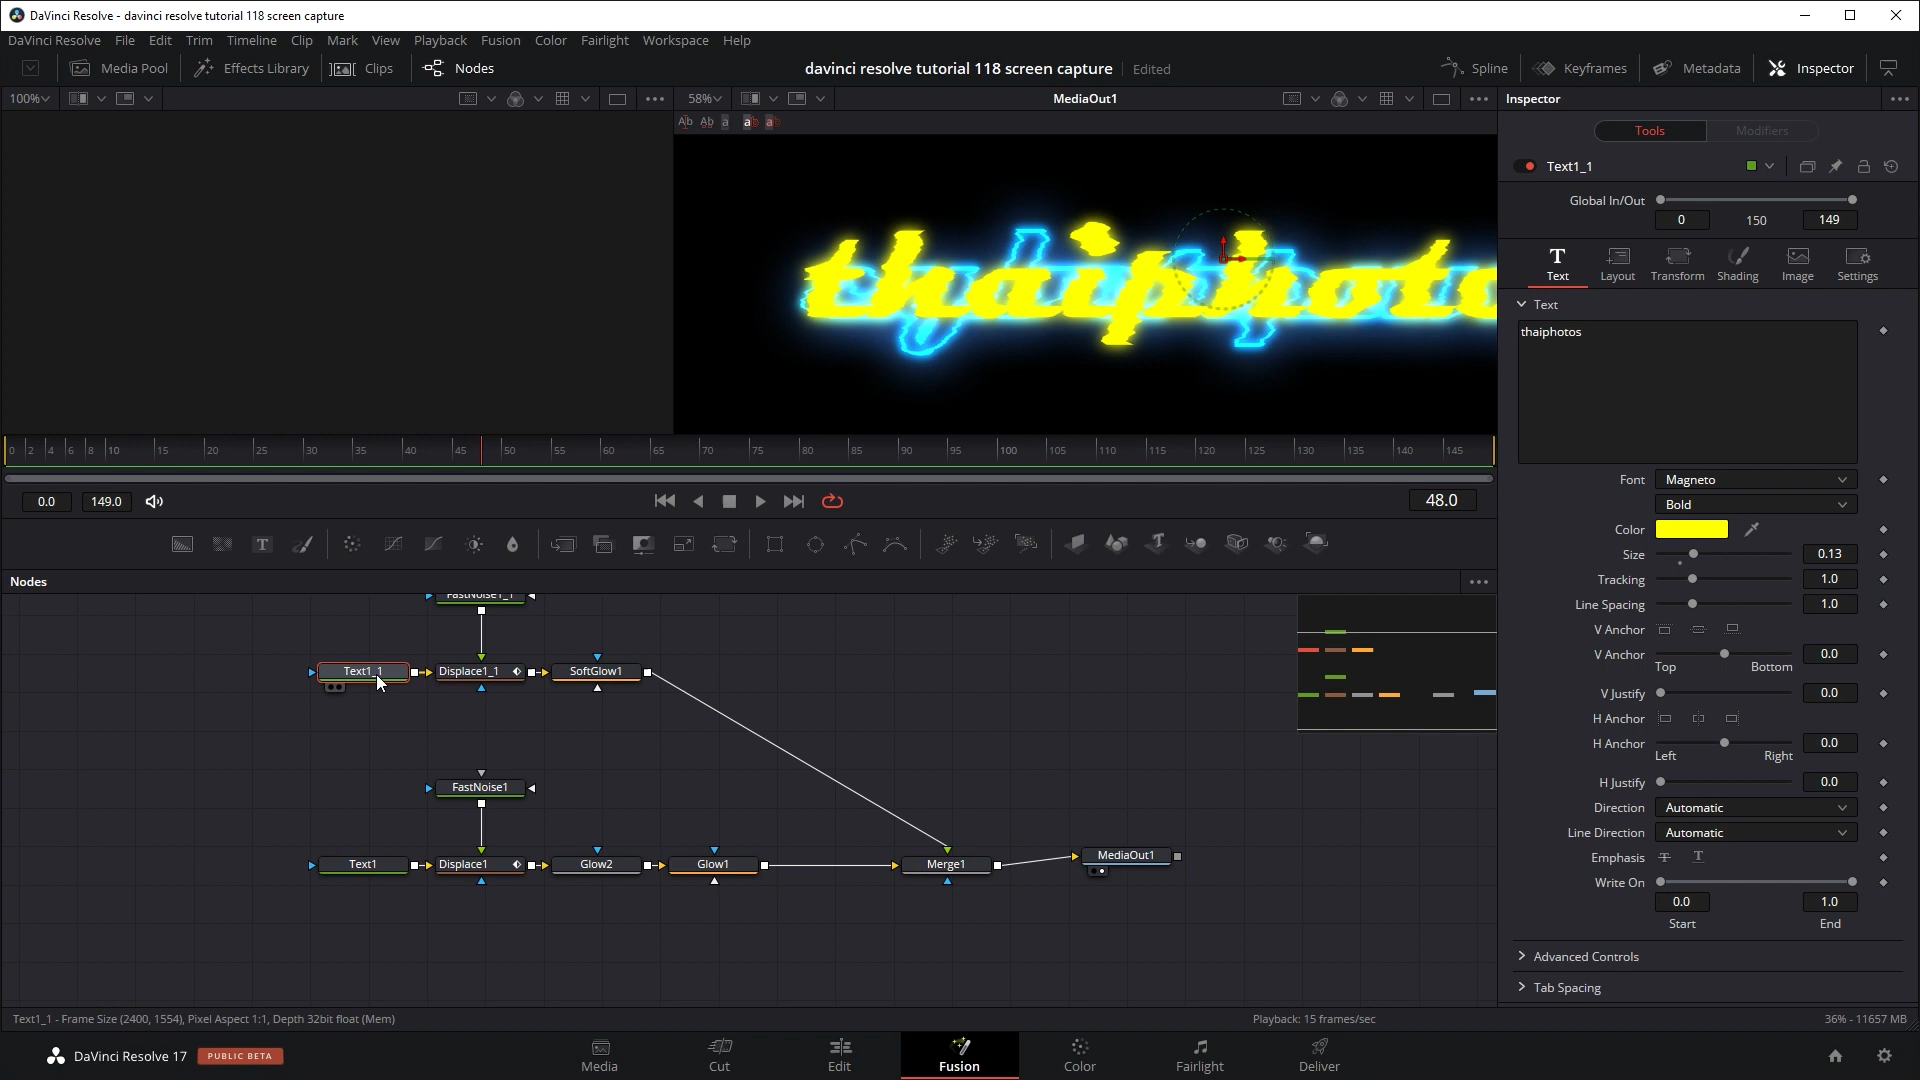 DaVinci Resolve - davinci resolve tutorial 118 screen capture
DaVinci Resolve File Edit Trim Timeline Clip Mark View Playback Fusion Color Fairlight Workspace Help
Media Pool Effects Library Clips Nodes davinci resolve tutorial 118 screen capture Edited Spline Keyframes Metadata Inspector
100% 58% MediaOut1 Inspector
Tools Modifiers
Text1_1
Global In/Out
0 150 149
Text Layout Transform Shading Image Settings
Text
thaiphotos
thaiphoto
0 2 4 6 8 10 15 20 25 30 35 40 45 50 55 60 65 70 75 80 85 90 95 100 105 110 115 120 125 130 135 140 145
0.0 149.0 48.0
Font Magneto
Bold
Color
Size 0.13
Tracking 1.0
Line Spacing 1.0
V Anchor
V Anchor 0.0
Top Bottom
V Justify 0.0
H Anchor
H Anchor 0.0
Left Right
H Justify 0.0
Direction Automatic
Line Direction Automatic
Emphasis T T
Write On
0.0 1.0
Start End
Advanced Controls
Tab Spacing
Nodes
FastNoise1_1
Text1_1 Displace1_1 SoftGlow1
FastNoise1
Text1 Displace1 Glow2 Glow1 Merge1 MediaOut1
Text1_1 - Frame Size (2400, 1554), Pixel Aspect 1:1, Depth 32bit float (Mem) Playback: 15 frames/sec 36% - 11657 MB
DaVinci Resolve 17 PUBLIC BETA Media Cut Edit Fusion Color Fairlight Deliver